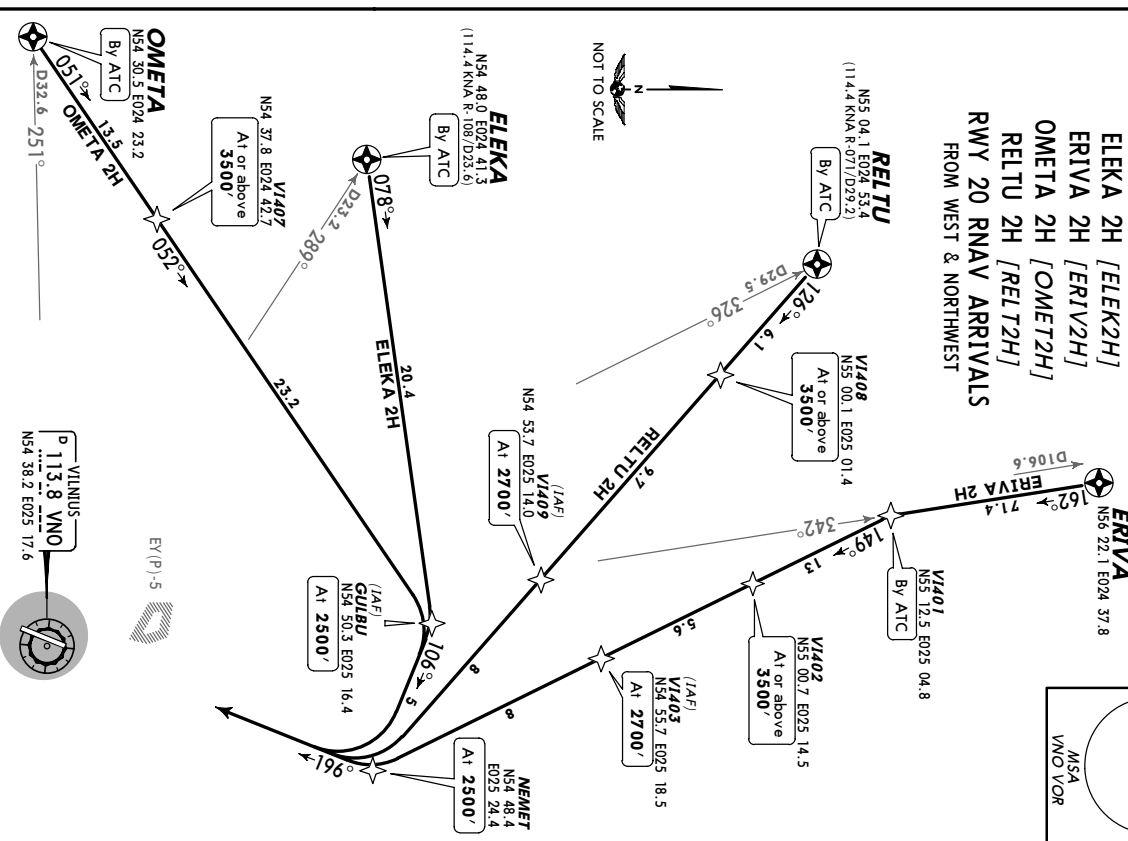 ELEKA 2H [ELEK2H]
ERIVA 2H [ERIV2H]
OMETA 2H [OMET2H]
RELTU 2H [RELT2H]
RWY 20 RNAV ARRIVALS
FROM WEST & NORTHWEST
MSA
VNO VOR
ERIVA
N56 22.1 E024 37.8
162°
D106.6
71.4
ERIVA 2H
VI401
N55 12.5 E025 04.8
By ATC
149°
342°
13
VI402
N55 00.7 E025 14.5
At or above
3500'
5.6
(IAF)
VI403
N54 55.7 E025 18.5
At 2700'
8
NEMET
N54 48.4
E025 24.4
At 2500'
196°
RELTU
N55 04.1 E024 53.4
(114.4 KNA R-071/D29.2)
By ATC
126°
6.1
D29.5
326°
VI408
N55 00.1 E025 01.4
At or above
3500'
9.7
RELTU 2H
(IAF)
VI409
N54 53.7 E025 14.0
At 2700'
8
NOT TO SCALE
N
ELEKA
N54 48.0 E024 41.3
(114.4 KNA R-108/D23.6)
By ATC
078°
D23.2 289°
20.4
ELEKA 2H
(IAF)
GULBU
N54 50.3 E025 16.4
At 2500'
106°
5
OMETA
N54 30.5 E024 23.2
By ATC
051°
13.5
OMETA 2H
D32.6 251°
VI407
N54 37.8 E024 42.7
At or above
3500'
052°
23.2
EY(P)-5
VILNIUS
D 113.8 VNO
N54 38.2 E025 17.6